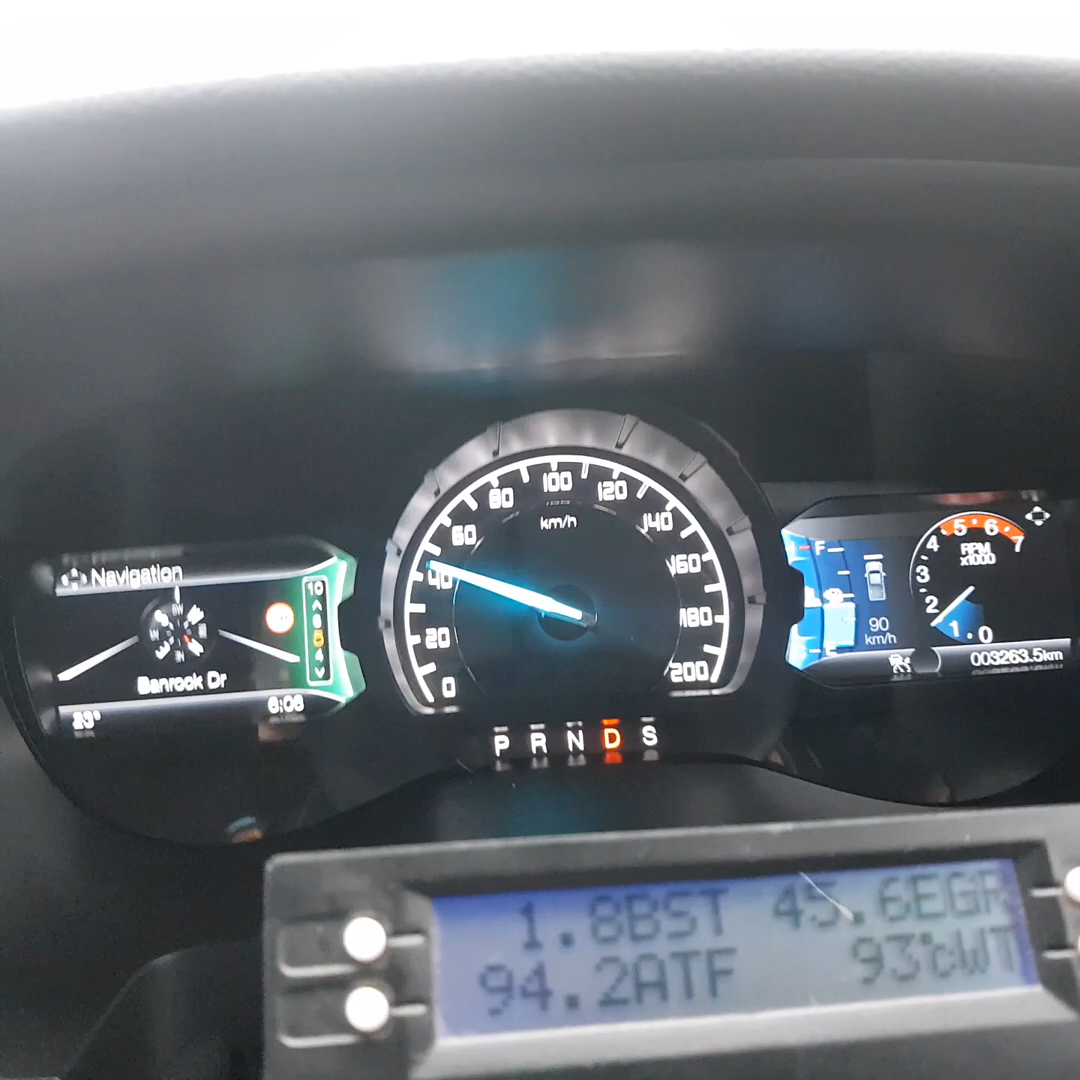 Navigation
10
8
4
Banrook Dr
23°
6:06
0
20
40
60
80
100
120
140
160
180
200
km/h
P R N D S
F
90
km/h
0
1
2
3
4
5
6
7
RPM
x1000
003263.5km
1.8BST 45.6EGR
94.2ATF 93°CWT